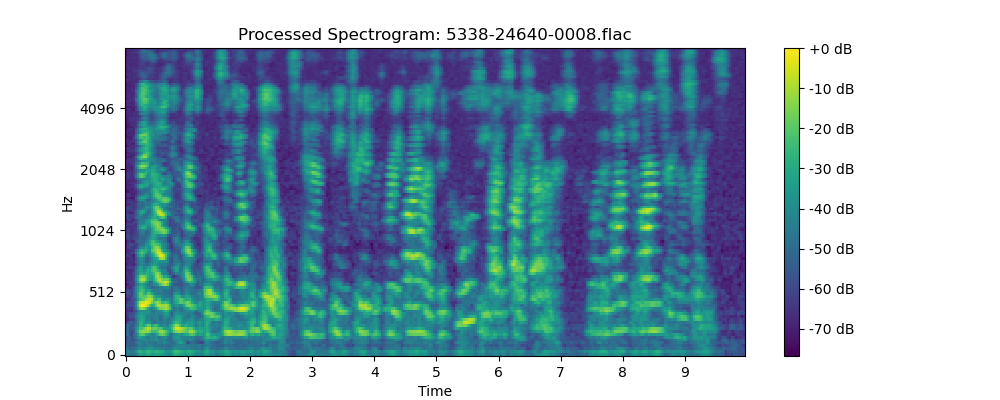 Processed Spectrogram: 5338-24640-0008.flac
Hz
4096
2048
1024
512
0
0 1 2 3 4 5 6 7 8 9
Time
+0 dB
-10 dB
-20 dB
-30 dB
-40 dB
-50 dB
-60 dB
-70 dB